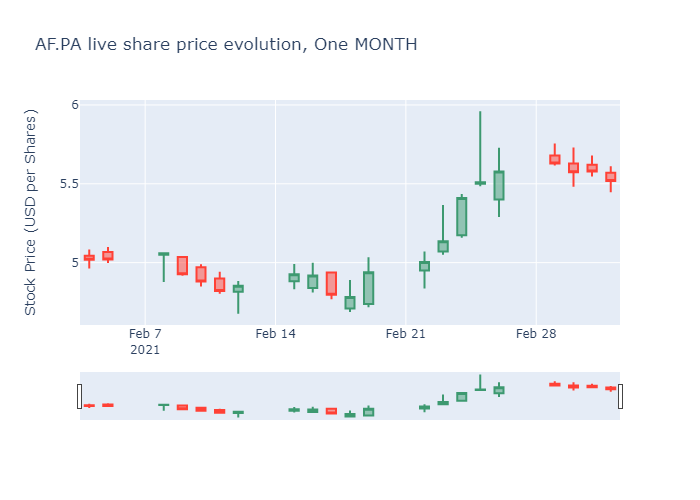 AF.PA live share price evolution, One MONTH
Stock Price (USD per Shares)
6
5.5
5
Feb 7
2021
Feb 14
Feb 21
Feb 28